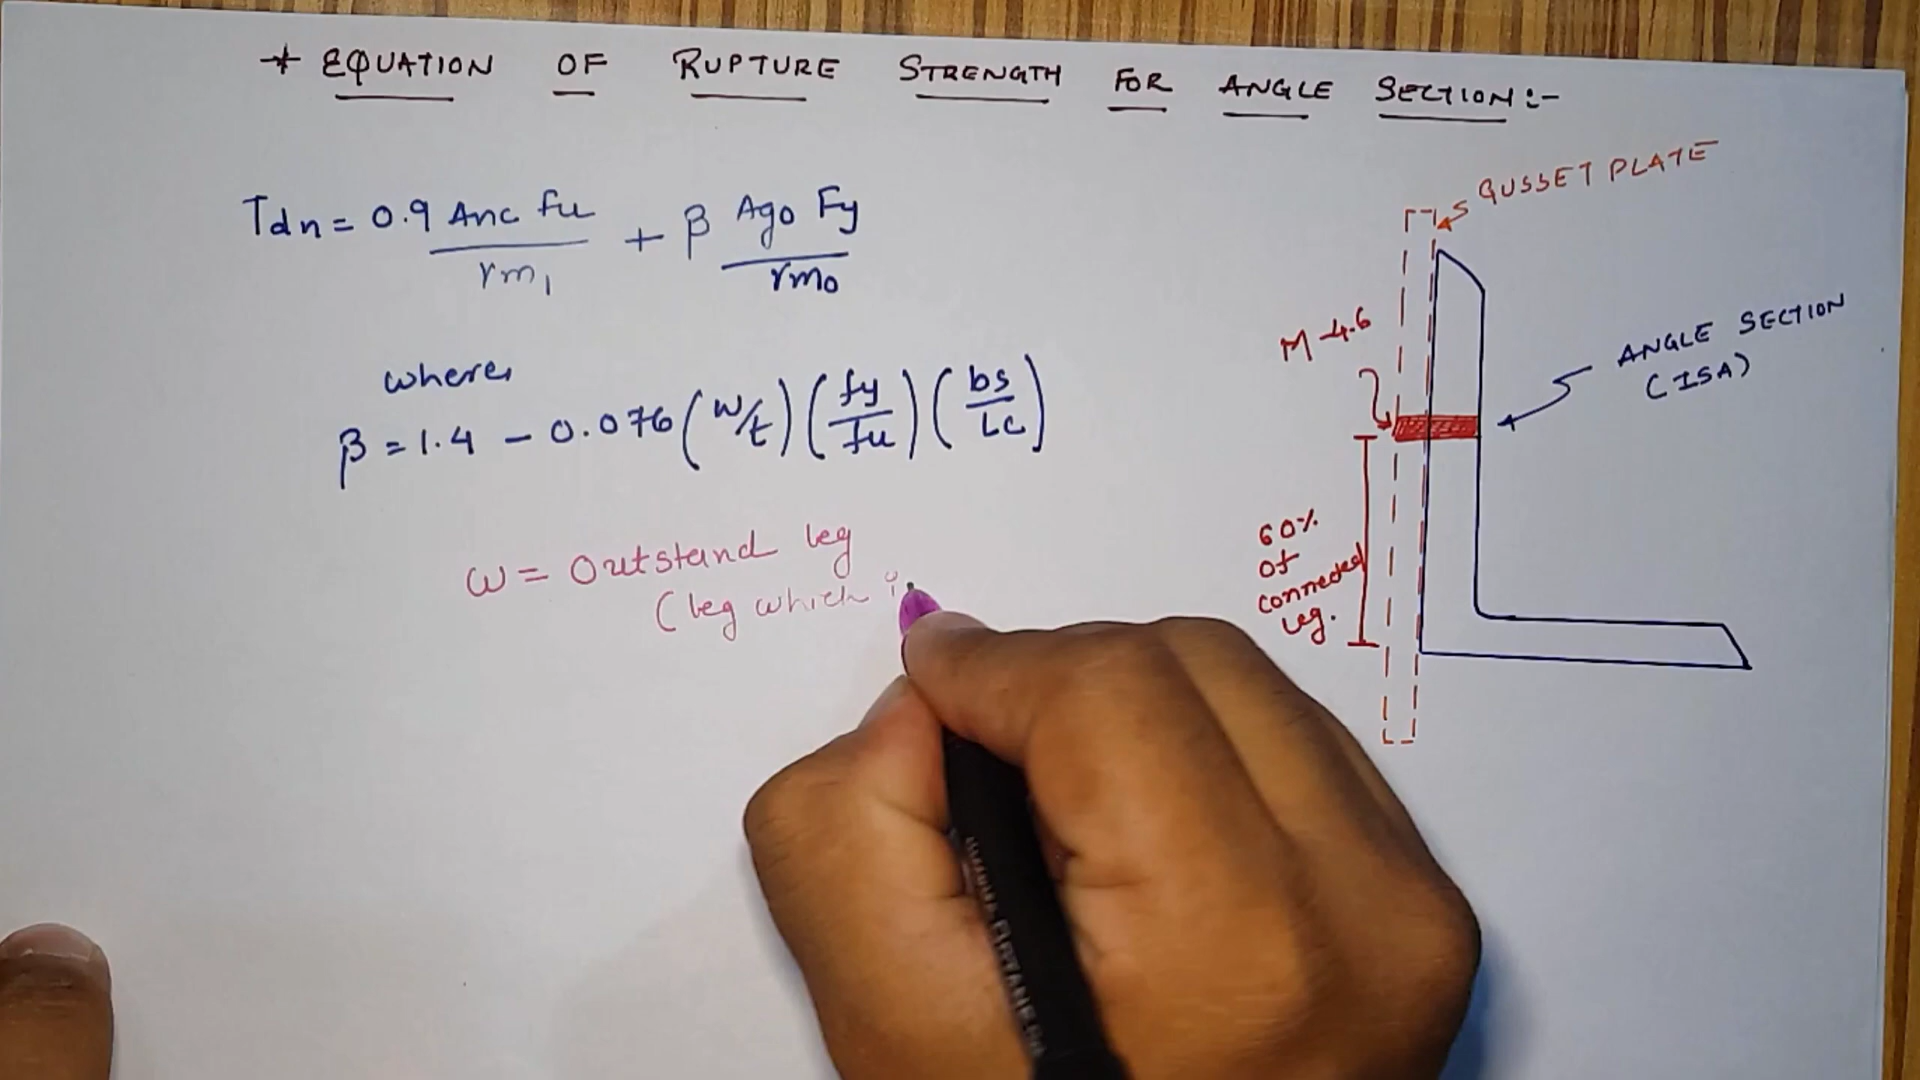 * EQUATION OF RUPTURE STRENGTH FOR ANGLE SECTION:-
Tdn = 0.9 Anc fu / γm1 + β Ago Fy / γm0
where
β = 1.4 - 0.076 (w/t) (fy/fu) (bs/Lc)
w = Outstand leg
(leg which i
GUSSET PLATE
M-4.6
ANGLE SECTION
(ISA)
60%
of
connected
leg.